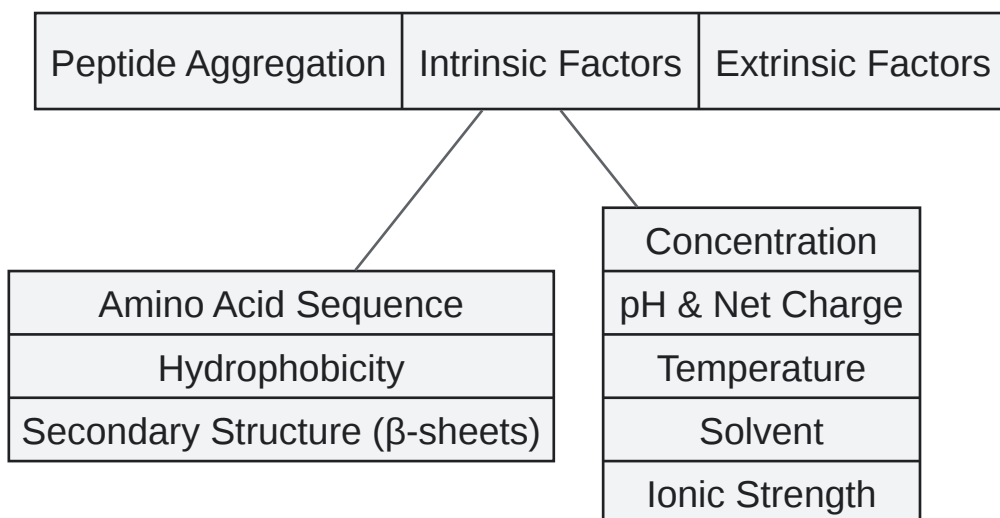 Peptide Aggregation Intrinsic Factors Extrinsic Factors
Amino Acid Sequence
Hydrophobicity
Secondary Structure (β-sheets)
Concentration
pH & Net Charge
Temperature
Solvent
Ionic Strength